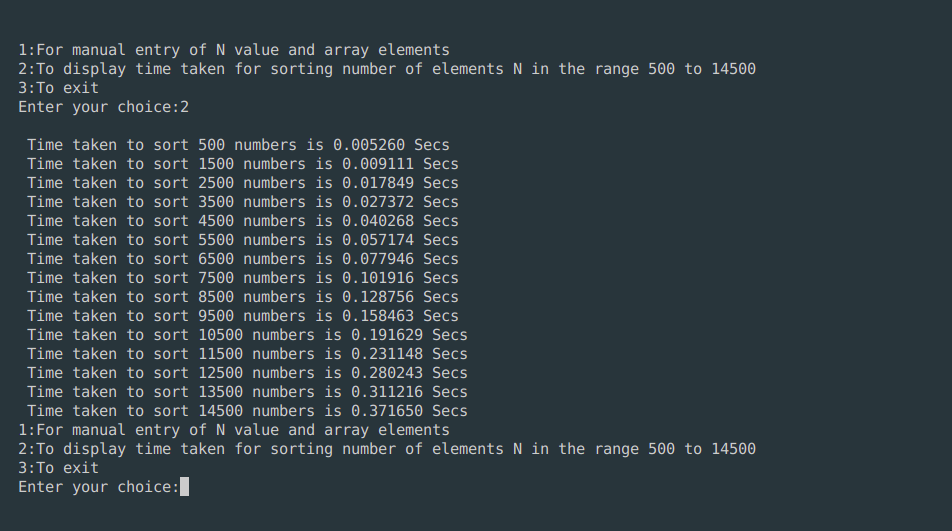 1:For manual entry of N value and array elements
2:To display time taken for sorting number of elements N in the range 500 to 14500
3:To exit
Enter your choice:2
Time taken to sort 500 numbers is 0.005260 Secs
Time taken to sort 1500 numbers is 0.009111 Secs
Time taken to sort 2500 numbers is 0.017849 Secs
Time taken to sort 3500 numbers is 0.027372 Secs
Time taken to sort 4500 numbers is 0.040268 Secs
Time taken to sort 5500 numbers is 0.057174 Secs
Time taken to sort 6500 numbers is 0.077946 Secs
Time taken to sort 7500 numbers is 0.101916 Secs
Time taken to sort 8500 numbers is 0.128756 Secs
Time taken to sort 9500 numbers is 0.158463 Secs
Time taken to sort 10500 numbers is 0.191629 Secs
Time taken to sort 11500 numbers is 0.231148 Secs
Time taken to sort 12500 numbers is 0.280243 Secs
Time taken to sort 13500 numbers is 0.311216 Secs
Time taken to sort 14500 numbers is 0.371650 Secs
1:For manual entry of N value and array elements
2:To display time taken for sorting number of elements N in the range 500 to 14500
3:To exit
Enter your choice: